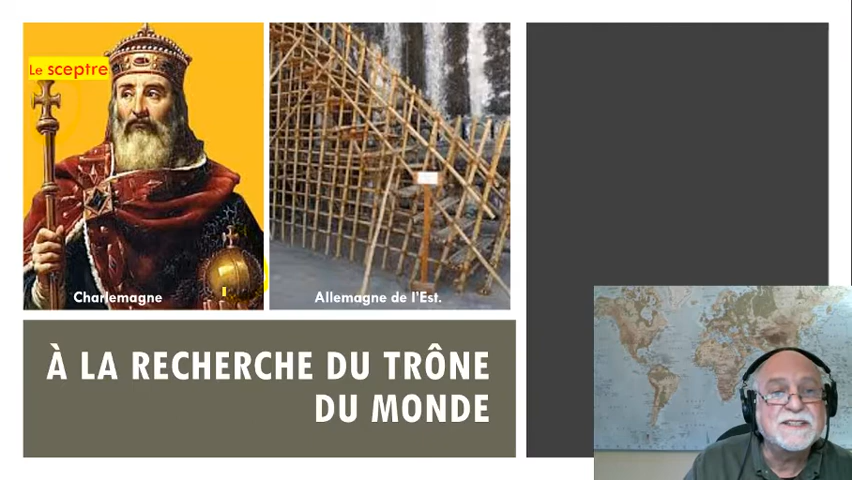 Le sceptre
Charlemagne
Allemagne de l'Est.
À LA RECHERCHE DU TRÔNE
DU MONDE